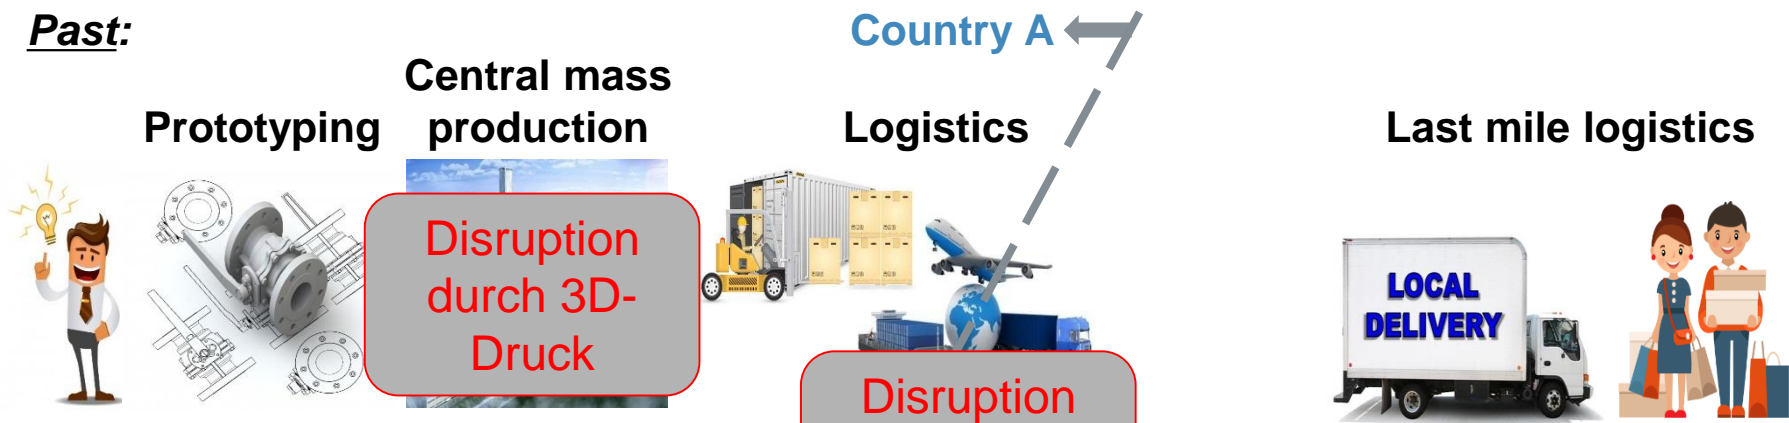 Past:
Country A
Central mass
production
Prototyping
Logistics
Last mile logistics
Disruption
durch 3D-
Druck
LOCAL
DELIVERY
Disruption